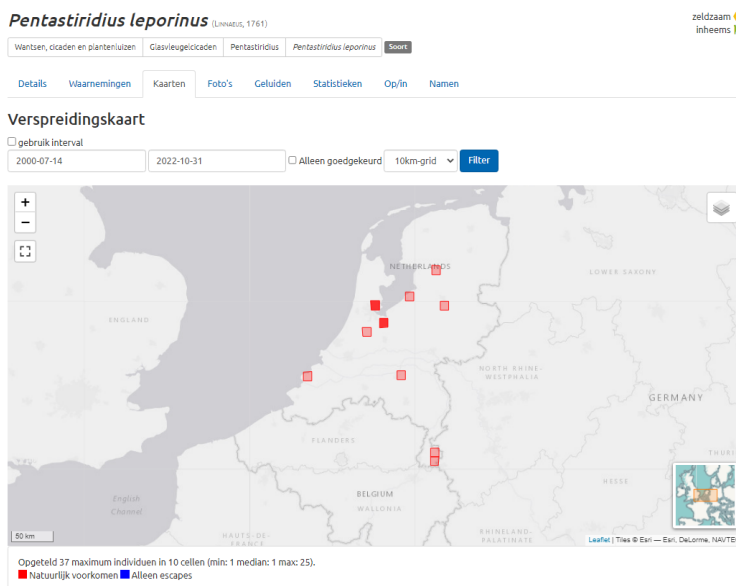 Pentastiridius leporinus (Linnaeus, 1761)
zeldzaam
inheems
Wantsen, cicaden en plantenluizen Glasvleugelcicaden Pentastiridius Pentastiridius leporinus Soort
Details Waarnemingen Kaarten Foto's Geluiden Statistieken Op/in Namen
Verspreidingskaart
gebruik interval
2000-07-14 2022-10-31 Alleen goedgekeurd 10km-grid Filter
+
−
NETHERLANDS
LOWER SAXONY
ENGLAND
NORTH RHINE-
WESTPHALIA
GERMANY
FLANDERS
THURI
HESSE
BELGIUM
WALLONIA
English
Channel
HAUTS-DE-
FRANCE
RHINELAND-
PALATINATE
50 km
Leaflet | Tiles © Esri — Esri, DeLorme, NAVTE
Opgeteld 37 maximum individuen in 10 cellen (min: 1 median: 1 max: 25).
Natuurlijk voorkomen Alleen escapes